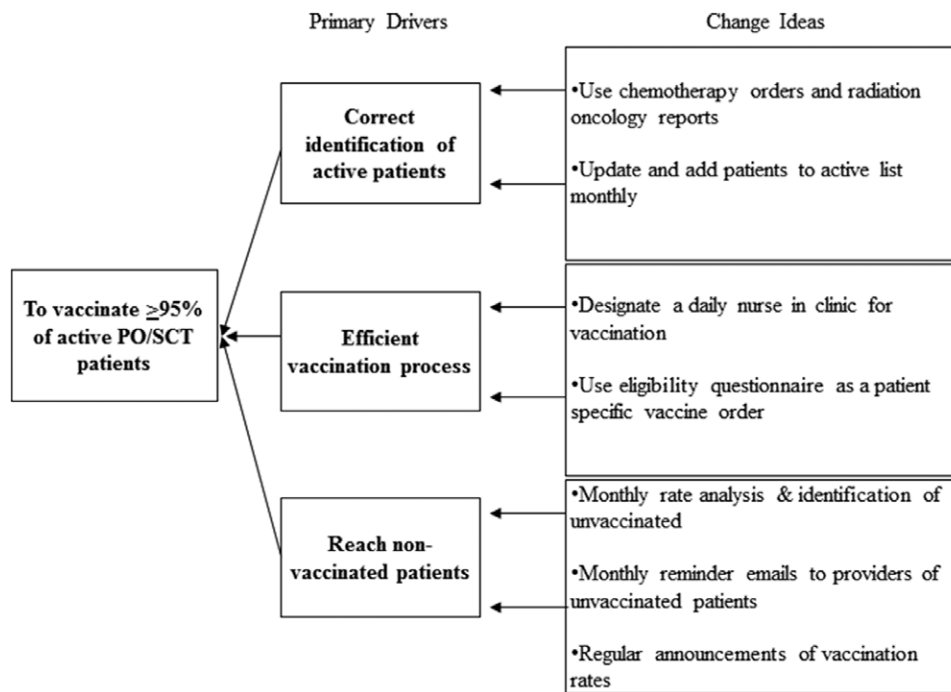 Primary Drivers
Change Ideas
Correct
identification of
active patients
•Use chemotherapy orders and radiation
oncology reports
•Update and add patients to active list
monthly
To vaccinate ≥95%
of active PO/SCT
patients
Efficient
vaccination process
•Designate a daily nurse in clinic for
vaccination
•Use eligibility questionnaire as a patient
specific vaccine order
Reach non-
vaccinated patients
•Monthly rate analysis & identification of
unvaccinated
•Monthly reminder emails to providers of
unvaccinated patients
•Regular announcements of vaccination
rates